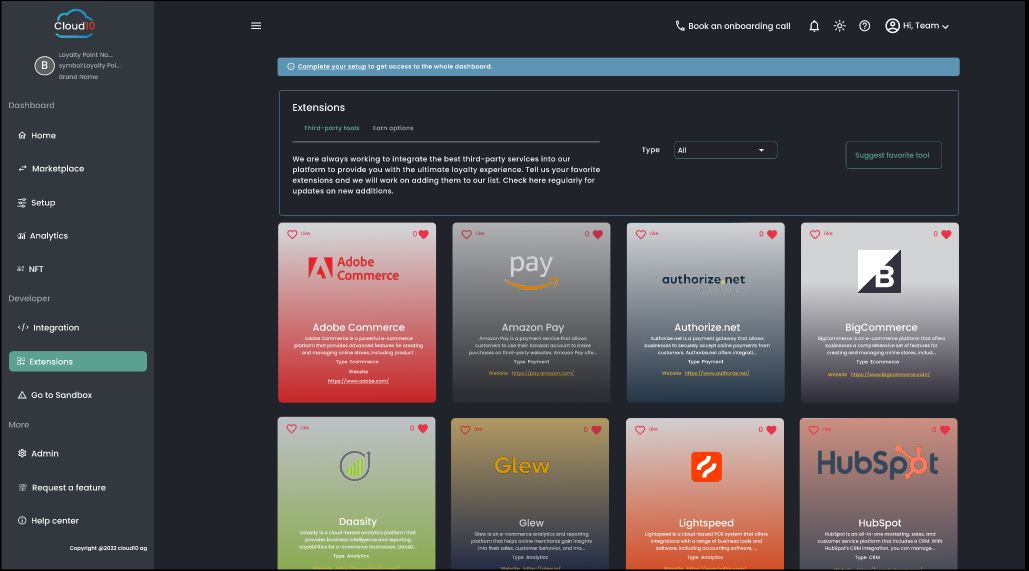 Cloud10
Book an onboarding call
Hi, Team
Loyalty Point Na...
symbol:Loyalty Poi...
B
Brand Name
Complete your setup to get access to the whole dashboard.
Dashboard
Home
Marketplace
Setup
Analytics
NFT
Developer
Integration
Extensions
Go to Sandbox
More
Admin
Request a feature
Help center
Copyright @2022 cloud10 ag
Extensions
Third-party tools Earn options
We are always working to integrate the best third-party services into our
platform to provide you with the ultimate loyalty experience. Tell us your favorite
extensions and we will work on adding them to our list. Check here regularly for
updates on new additions.
Type All
Suggest favorite tool
Like 0
Adobe
Commerce
Adobe Commerce
Adobe Commerce is a powerful e-commerce
platform that provides advanced features for creating
and managing online stores, including product...
Type Ecommerce
Website
https://www.adobe.com/
Like 0
pay
Amazon Pay
Amazon Pay is a payment service that allows
customers to use their Amazon account to make
purchases on third-party websites. Amazon Pay offe...
Type Payment
Website https://pay.amazon.com/
Like 0
authorize.net
Authorize.net
Authorize.net is a payment gateway that allows
businesses to securely accept online payments from
customers. Authorize.net offers integrati...
Type Payment
Website https://www.authorize.net/
Like 0
B
BigCommerce
BigCommerce is an e-commerce platform that offers
businesses a comprehensive set of features for
creating and managing online stores, includ...
Type Ecommerce
Website https://www.bigcommerce.com/
Like 0
Daasity
Daasity is a cloud-based analytics platform that
provides business intelligence and reporting
capabilities for e-commerce businesses. Daasit...
Type Analytics
Like 0
Glew
Glew
Glew is an e-commerce analytics and reporting
platform that helps online merchants gain insights
into their sales, customer behavior, and ma...
Type Analytics
Website https://glew.io/
Like 0
Lightspeed
Lightspeed is a cloud-based POS system that offers
integrations with a range of business tools and
software, including accounting software, ...
Type Analytics
Like 0
HubSpot
HubSpot
HubSpot is an all-in-one marketing, sales, and
customer service platform that includes a CRM. With
HubSpot's CRM integration, you can manage...
Type CRM